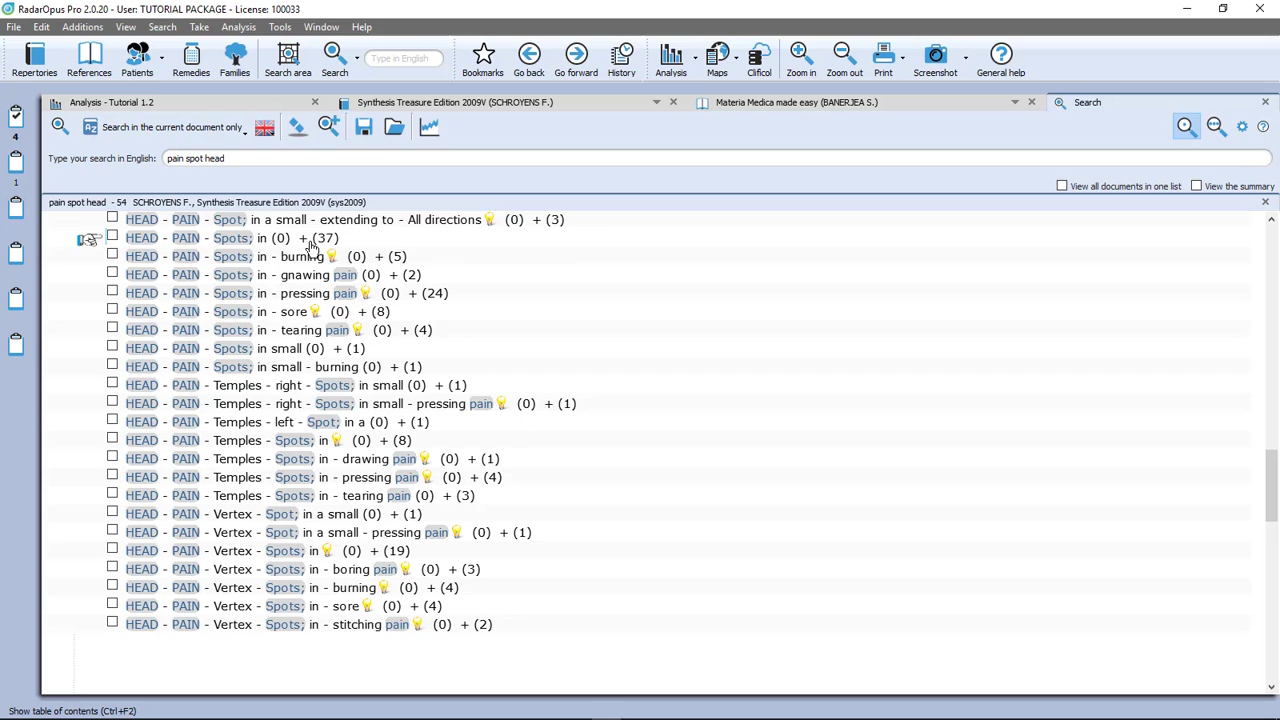 RadarOpus Pro 2.0.20 - User: TUTORIAL PACKAGE - License: 100033
File Edit Additions View Search Take Analysis Tools Window Help
Type in English
Repertories References Patients Remedies Families Search area Search Bookmarks Go back Go forward History Analysis Maps Clificol Zoom in Zoom out Print Screenshot General help
Analysis - Tutorial 1.2 Synthesis Treasure Edition 2009V (SCHROYENS F.) Materia Medica made easy (BANERJEA S.) Search
4
Search in the current document only
Type your search in English: pain spot head
1
View all documents in one list View the summary
pain spot head - 54 SCHROYENS F., Synthesis Treasure Edition 2009V (sys2009)
HEAD - PAIN - Spot; in a small - extending to - All directions (0) + (3)
HEAD - PAIN - Spots; in (0) + (37)
HEAD - PAIN - Spots; in - burning (0) + (5)
HEAD - PAIN - Spots; in - gnawing pain (0) + (2)
HEAD - PAIN - Spots; in - pressing pain (0) + (24)
HEAD - PAIN - Spots; in - sore (0) + (8)
HEAD - PAIN - Spots; in - tearing pain (0) + (4)
HEAD - PAIN - Spots; in small (0) + (1)
HEAD - PAIN - Spots; in small - burning (0) + (1)
HEAD - PAIN - Temples - right - Spots; in small (0) + (1)
HEAD - PAIN - Temples - right - Spots; in small - pressing pain (0) + (1)
HEAD - PAIN - Temples - left - Spot; in a (0) + (1)
HEAD - PAIN - Temples - Spots; in (0) + (8)
HEAD - PAIN - Temples - Spots; in - drawing pain (0) + (1)
HEAD - PAIN - Temples - Spots; in - pressing pain (0) + (4)
HEAD - PAIN - Temples - Spots; in - tearing pain (0) + (3)
HEAD - PAIN - Vertex - Spot; in a small (0) + (1)
HEAD - PAIN - Vertex - Spot; in a small - pressing pain (0) + (1)
HEAD - PAIN - Vertex - Spots; in (0) + (19)
HEAD - PAIN - Vertex - Spots; in - boring pain (0) + (3)
HEAD - PAIN - Vertex - Spots; in - burning (0) + (4)
HEAD - PAIN - Vertex - Spots; in - sore (0) + (4)
HEAD - PAIN - Vertex - Spots; in - stitching pain (0) + (2)
Show table of contents (Ctrl+F2)